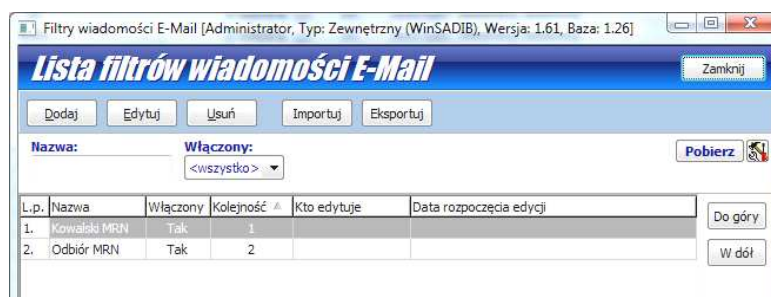 Filtry wiadomości E-Mail [Administrator, Typ: Zewnętrzny (WinSADIB), Wersja: 1.61, Baza: 1.26]
Lista filtrów wiadomości E-Mail
Zamknij
Dodaj Edytuj Usuń Importuj Eksportuj
Nazwa: Włączony:
<wszystko> Pobierz
L.p. Nazwa Włączony Kolejność Kto edytuje Data rozpoczęcia edycji
1. Kowalski MRN Tak 1
2. Odbiór MRN Tak 2
Do góry
W dół